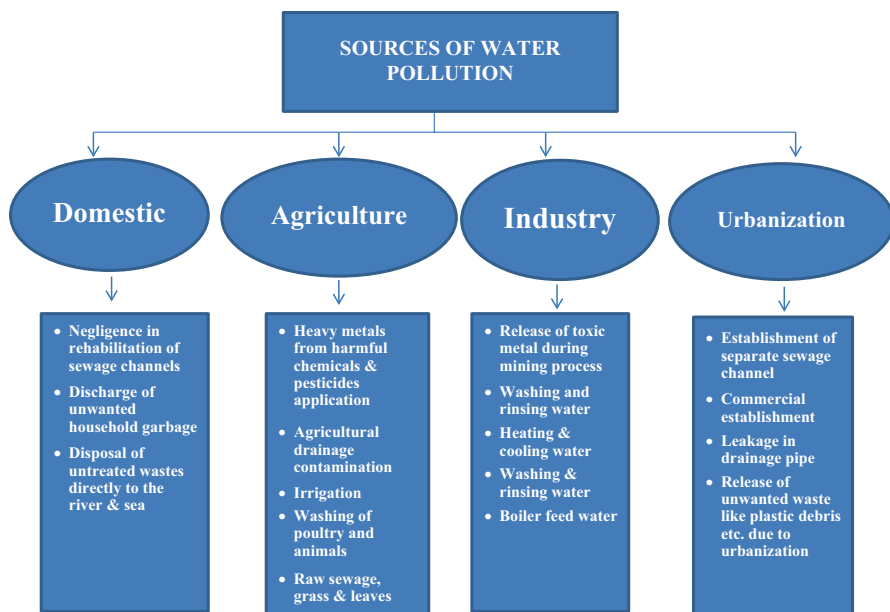 SOURCES OF WATER
POLLUTION
Domestic
Agriculture
Industry
Urbanization
• Negligence in
rehabilitation of
sewage channels
• Discharge of
unwanted
household garbage
• Disposal of
untreated wastes
directly to the
river & sea
• Heavy metals
from harmful
chemicals &
pesticides
application
• Agricultural
drainage
contamination
• Irrigation
• Washing of
poultry and
animals
• Raw sewage,
grass & leaves
• Release of toxic
metal during
mining process
• Washing and
rinsing water
• Heating &
cooling water
• Washing &
rinsing water
• Boiler feed water
• Establishment of
separate sewage
channel
• Commercial
establishment
• Leakage in
drainage pipe
• Release of
unwanted waste
like plastic debris
etc. due to
urbanization